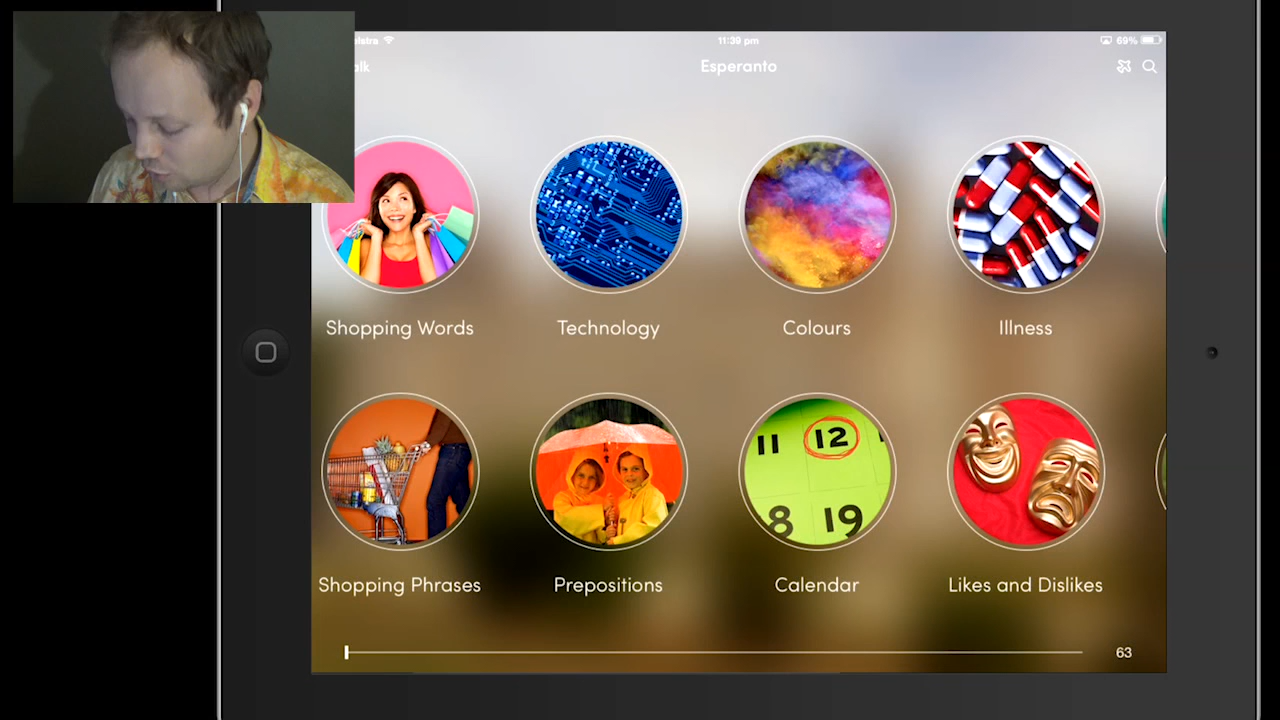 11:39 pm
69%
Esperanto
Shopping Words
Technology
Colours
Illness
11
12
8
19
Shopping Phrases
Prepositions
Calendar
Likes and Dislikes
63